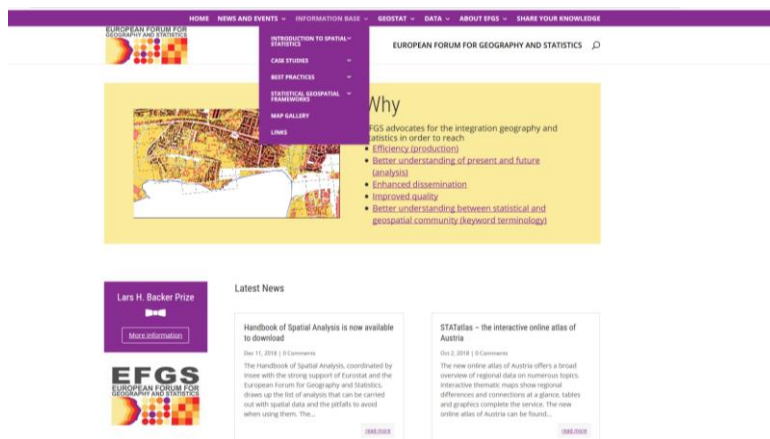 HOME NEWS AND EVENTS INFORMATION BASE GEOSTAT DATA ABOUT EFGS SHARE YOUR KNOWLEDGE
EUROPEAN FORUM FOR
GEOGRAPHY AND STATISTICS
INTRODUCTION TO SPATIAL
STATISTICS
CASE STUDIES
BEST PRACTICES
STATISTICAL GEOSPATIAL
FRAMEWORKS
MAP GALLERY
LINKS
EUROPEAN FORUM FOR GEOGRAPHY AND STATISTICS
Why
EFGS advocates for the integration geography and
statistics in order to reach
• Efficiency (production)
• Better understanding of present and future
(analysis)
• Enhanced dissemination
• Improved quality
• Better understanding between statistical and
geospatial community (keyword terminology)
Lars H. Backer Prize
More information
EFGS
EUROPEAN FORUM FOR
GEOGRAPHY AND STATISTICS
Latest News
Handbook of Spatial Analysis is now available
to download
Dec 11, 2018 | 0 Comments
The Handbook of Spatial Analysis, coordinated by
Insee with the strong support of Eurostat and the
European Forum for Geography and Statistics,
draws up the list of analysis that can be carried
out with spatial data and the pitfalls to avoid
when using them. The...
read more
STATatlas – the interactive online atlas of
Austria
Oct 2, 2018 | 0 Comments
The new online atlas of Austria offers a broad
overview of regional data on numerous topics.
Interactive thematic maps show regional
differences and connections at a glance, tables
and graphics complete the service. The new
online atlas of Austria can be found...
read more